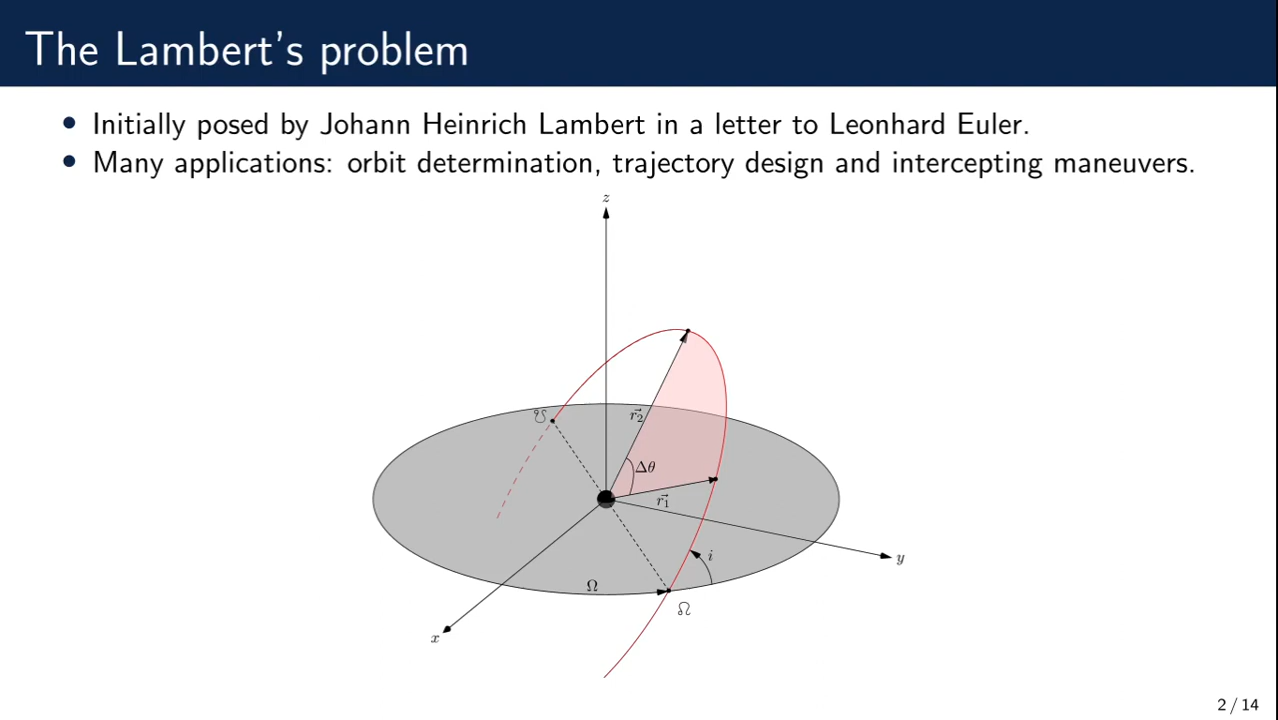 The Lambert's problem
• Initially posed by Johann Heinrich Lambert in a letter to Leonhard Euler.
• Many applications: orbit determination, trajectory design and intercepting maneuvers.
z
☋
r⃗₂
Δθ
r⃗₁
i
y
Ω
☊
x
2 / 14